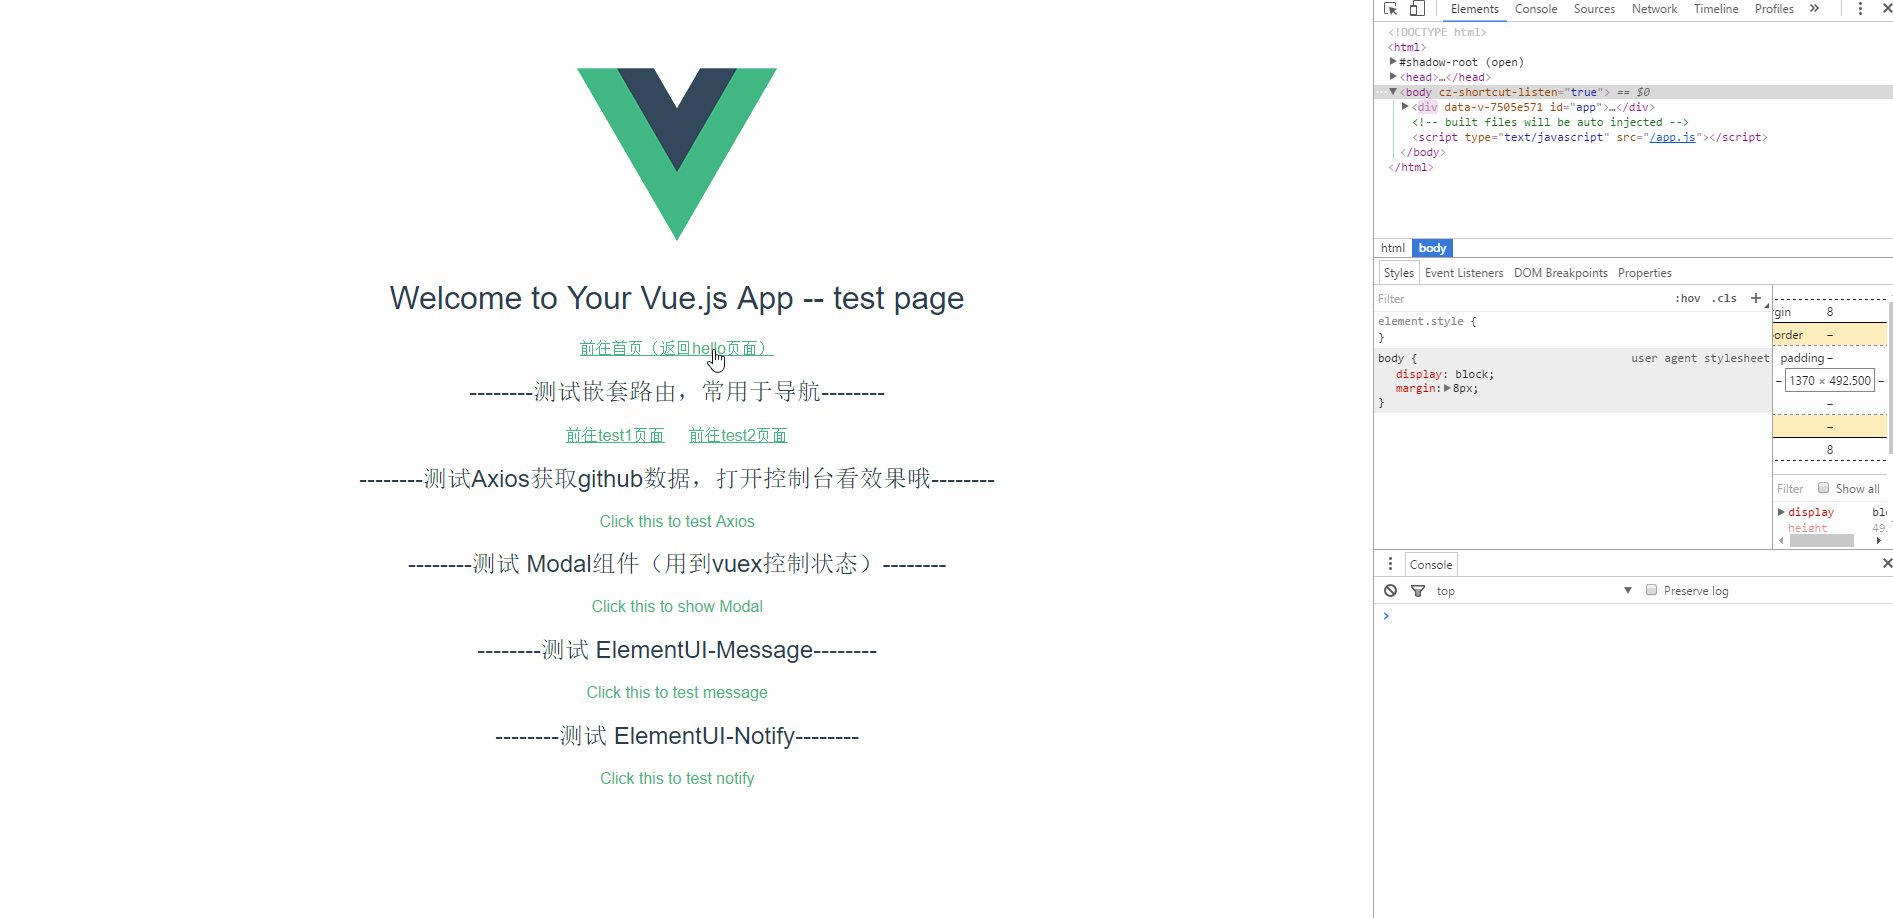 Welcome to Your Vue.js App -- test page
前往首页（返回hello页面）
--------测试嵌套路由，常用于导航--------
前往test1页面 前往test2页面
--------测试Axios获取github数据，打开控制台看效果哦--------
Click this to test Axios
--------测试 Modal组件（用到vuex控制状态）--------
Click this to show Modal
--------测试 ElementUI-Message--------
Click this to test message
--------测试 ElementUI-Notify--------
Click this to test notify
Elements Console Sources Network Timeline Profiles »
<!DOCTYPE html>
<html>
#shadow-root (open)
<head>…</head>
<body cz-shortcut-listen="true"> == $0
<div data-v-7505e571 id="app">…</div>
<!-- built files will be auto injected -->
<script type="text/javascript" src="/app.js"></script>
</body>
</html>
html body
Styles Event Listeners DOM Breakpoints Properties
Filter :hov .cls +
element.style {
}
body { user agent stylesheet
display: block;
margin: 8px;
}
rgin 8
order –
padding –
– 1370 × 492.500 –
–
–
8
Filter Show all
display blo
height 49.
Console
top Preserve log